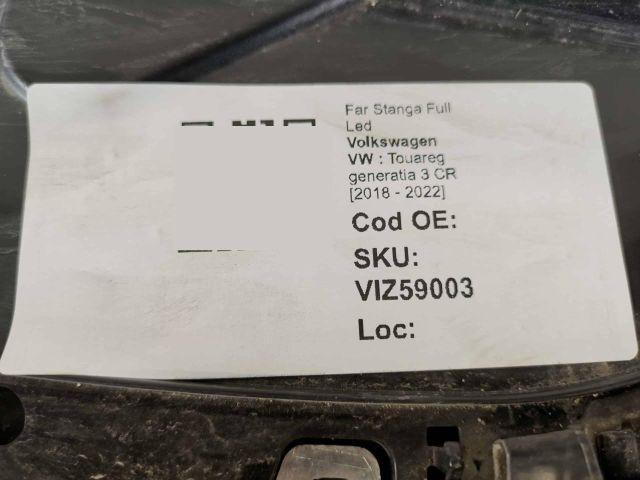 Far Stanga Full
Led
Volkswagen
VW : Touareg
generatia 3 CR
[2018 - 2022]
Cod OE:
SKU:
VIZ59003
Loc: